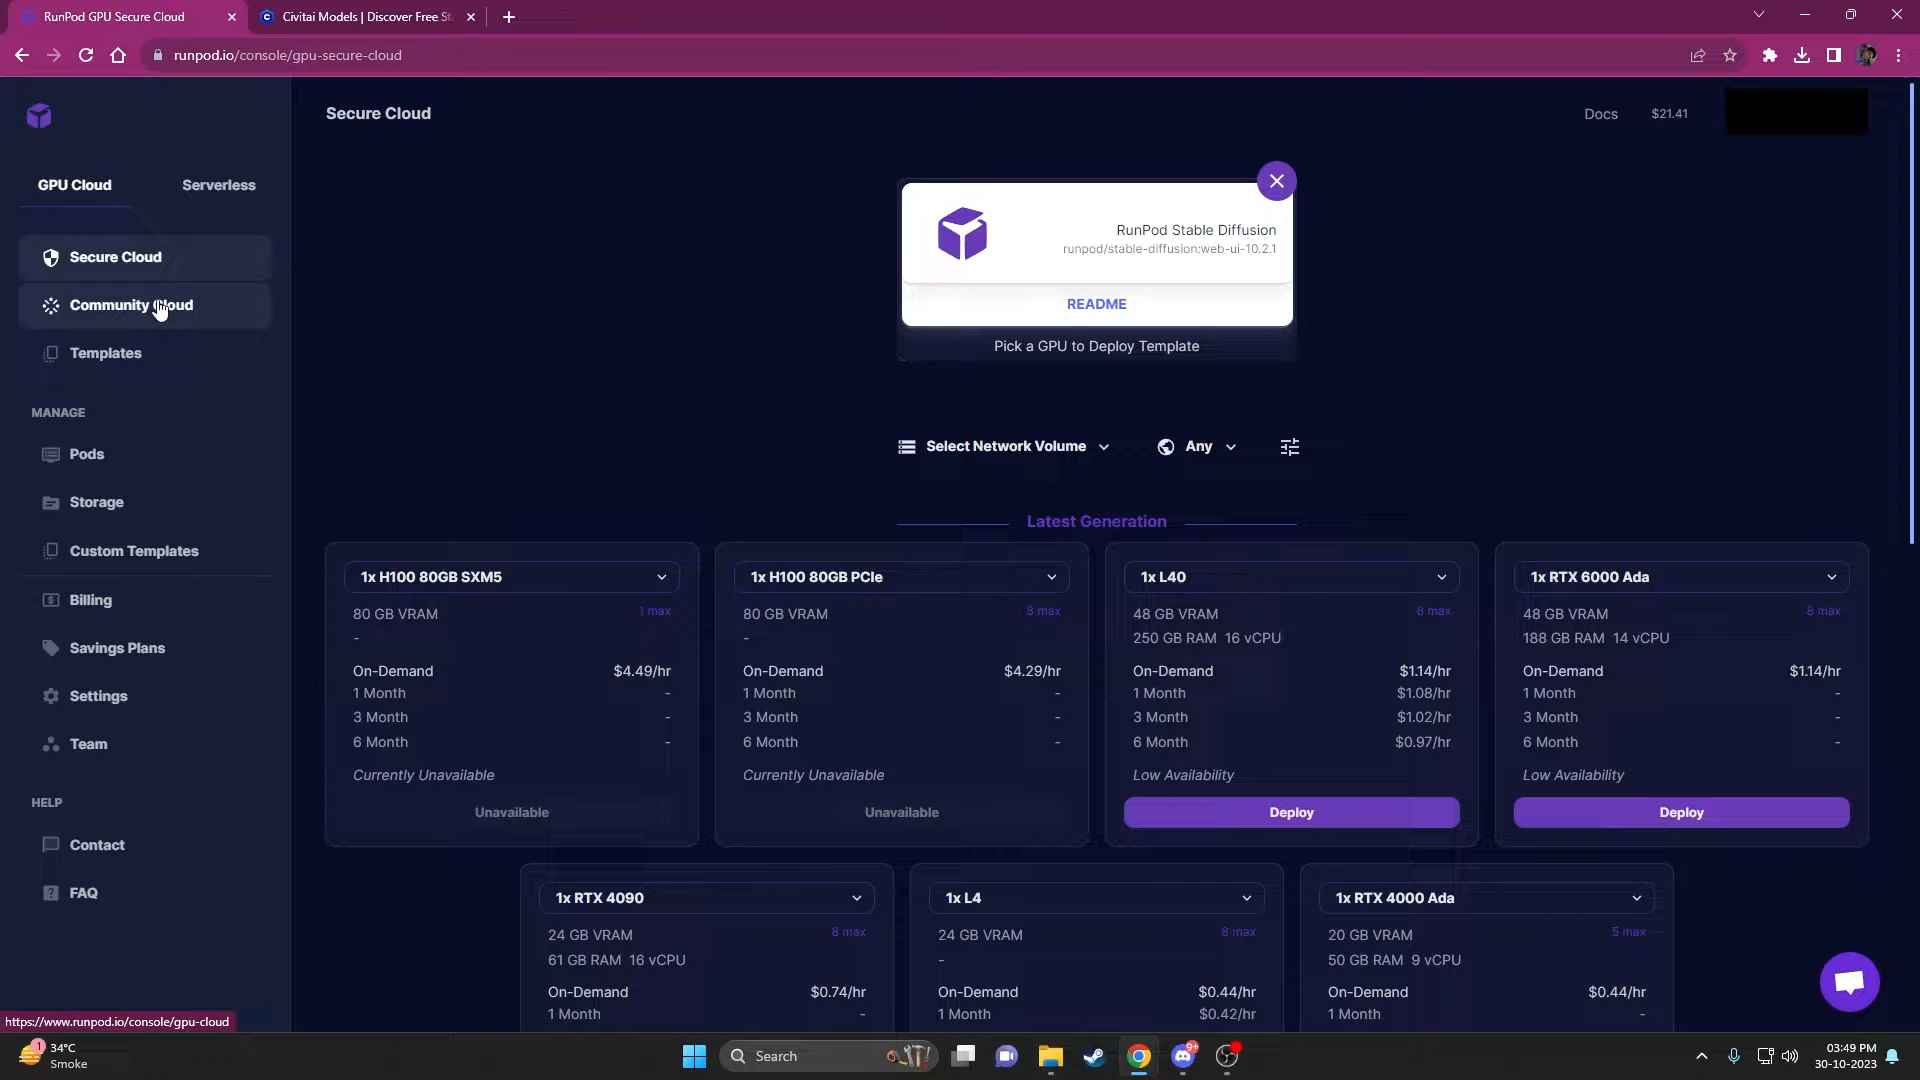 RunPod GPU Secure Cloud
Civitai Models | Discover Free St
runpod.io/console/gpu-secure-cloud
Secure Cloud
Docs
$21.41
GPU Cloud
Serverless
Secure Cloud
Community Cloud
Templates
MANAGE
Pods
Storage
Custom Templates
Billing
Savings Plans
Settings
Team
HELP
Contact
FAQ
RunPod Stable Diffusion
runpod/stable-diffusion:web-ui-10.2.1
README
Pick a GPU to Deploy Template
Select Network Volume
Any
Latest Generation
1x H100 80GB SXM5
80 GB VRAM 1 max
-
On-Demand $4.49/hr
1 Month -
3 Month -
6 Month -
Currently Unavailable
Unavailable
1x H100 80GB PCIe
80 GB VRAM 8 max
-
On-Demand $4.29/hr
1 Month -
3 Month -
6 Month -
Currently Unavailable
Unavailable
1x L40
48 GB VRAM 8 max
250 GB RAM 16 vCPU
On-Demand $1.14/hr
1 Month $1.08/hr
3 Month $1.02/hr
6 Month $0.97/hr
Low Availability
Deploy
1x RTX 6000 Ada
48 GB VRAM 8 max
188 GB RAM 14 vCPU
On-Demand $1.14/hr
1 Month -
3 Month -
6 Month -
Low Availability
Deploy
1x RTX 4090
24 GB VRAM 8 max
61 GB RAM 16 vCPU
On-Demand $0.74/hr
1 Month -
1x L4
24 GB VRAM 8 max
-
On-Demand $0.44/hr
1 Month $0.42/hr
1x RTX 4000 Ada
20 GB VRAM 5 max
50 GB RAM 9 vCPU
On-Demand $0.44/hr
1 Month -
https://www.runpod.io/console/gpu-cloud
1
34°C
Smoke
Search
9+
03:49 PM
30-10-2023